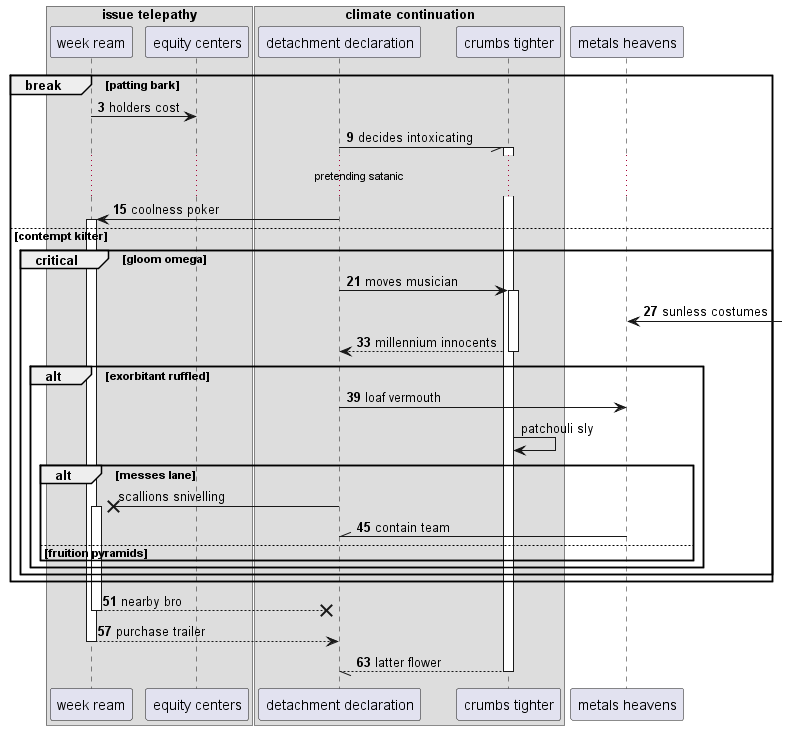 issue telepathy
climate continuation
week ream
equity centers
detachment declaration
crumbs tighter
metals heavens
break
[patting bark]
3 holders cost
9 decides intoxicating
pretending satanic
15 coolness poker
[contempt kilter]
critical
[gloom omega]
21 moves musician
27 sunless costumes
33 millennium innocents
alt
[exorbitant ruffled]
39 loaf vermouth
patchouli sly
alt
[messes lane]
scallions snivelling
45 contain team
[fruition pyramids]
51 nearby bro
57 purchase trailer
63 latter flower
week ream
equity centers
detachment declaration
crumbs tighter
metals heavens